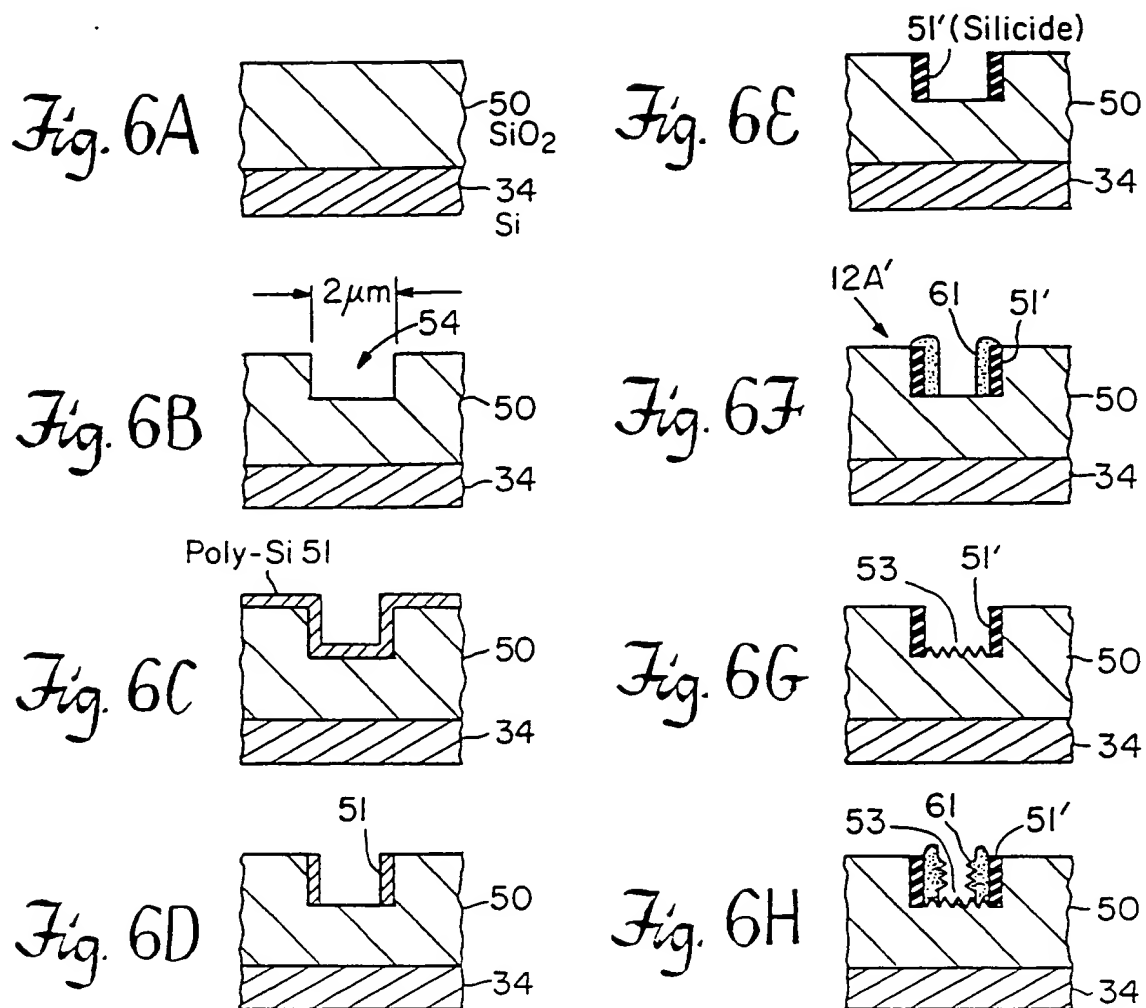 Fig. 6A
50
SiO2
34
Si
Fig. 6B
2μm
54
50
34
Fig. 6C
Poly-Si 51
50
34
Fig. 6D
51
50
34
Fig. 6E
51'(Silicide)
50
34
Fig. 6F
12A'
61
51'
50
34
Fig. 6G
53
51'
50
34
Fig. 6H
53
61
51'
50
34